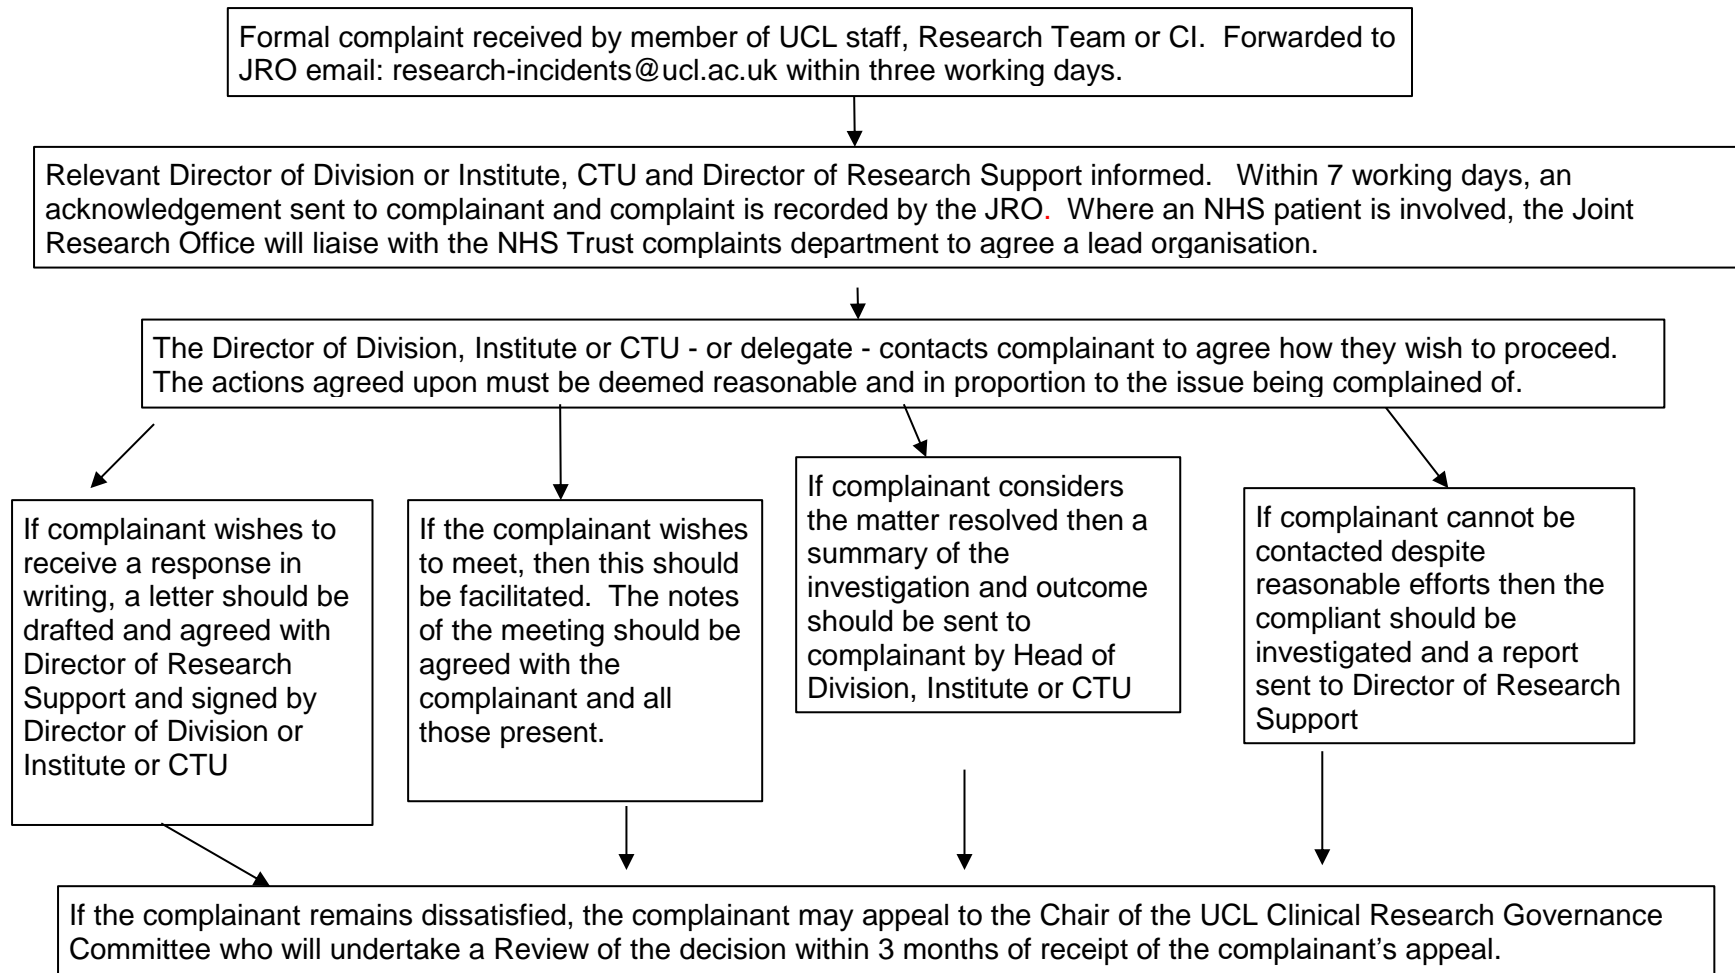 Formal complaint received by member of UCL staff, Research Team or CI.  Forwarded to
JRO email: research-incidents@ucl.ac.uk within three working days.
Relevant Director of Division or Institute, CTU and Director of Research Support informed.   Within 7 working days, an
acknowledgement sent to complainant and complaint is recorded by the JRO.  Where an NHS patient is involved, the Joint
Research Office will liaise with the NHS Trust complaints department to agree a lead organisation.
The Director of Division, Institute or CTU - or delegate - contacts complainant to agree how they wish to proceed.
The actions agreed upon must be deemed reasonable and in proportion to the issue being complained of.
If complainant wishes to
receive a response in
writing, a letter should be
drafted and agreed with
Director of Research
Support and signed by
Director of Division or
Institute or CTU
If the complainant wishes
to meet, then this should
be facilitated.  The notes
of the meeting should be
agreed with the
complainant and all
those present.
If complainant considers
the matter resolved then a
summary of the
investigation and outcome
should be sent to
complainant by Head of
Division, Institute or CTU
If complainant cannot be
contacted despite
reasonable efforts then the
compliant should be
investigated and a report
sent to Director of Research
Support
If the complainant remains dissatisfied, the complainant may appeal to the Chair of the UCL Clinical Research Governance
Committee who will undertake a Review of the decision within 3 months of receipt of the complainant’s appeal.